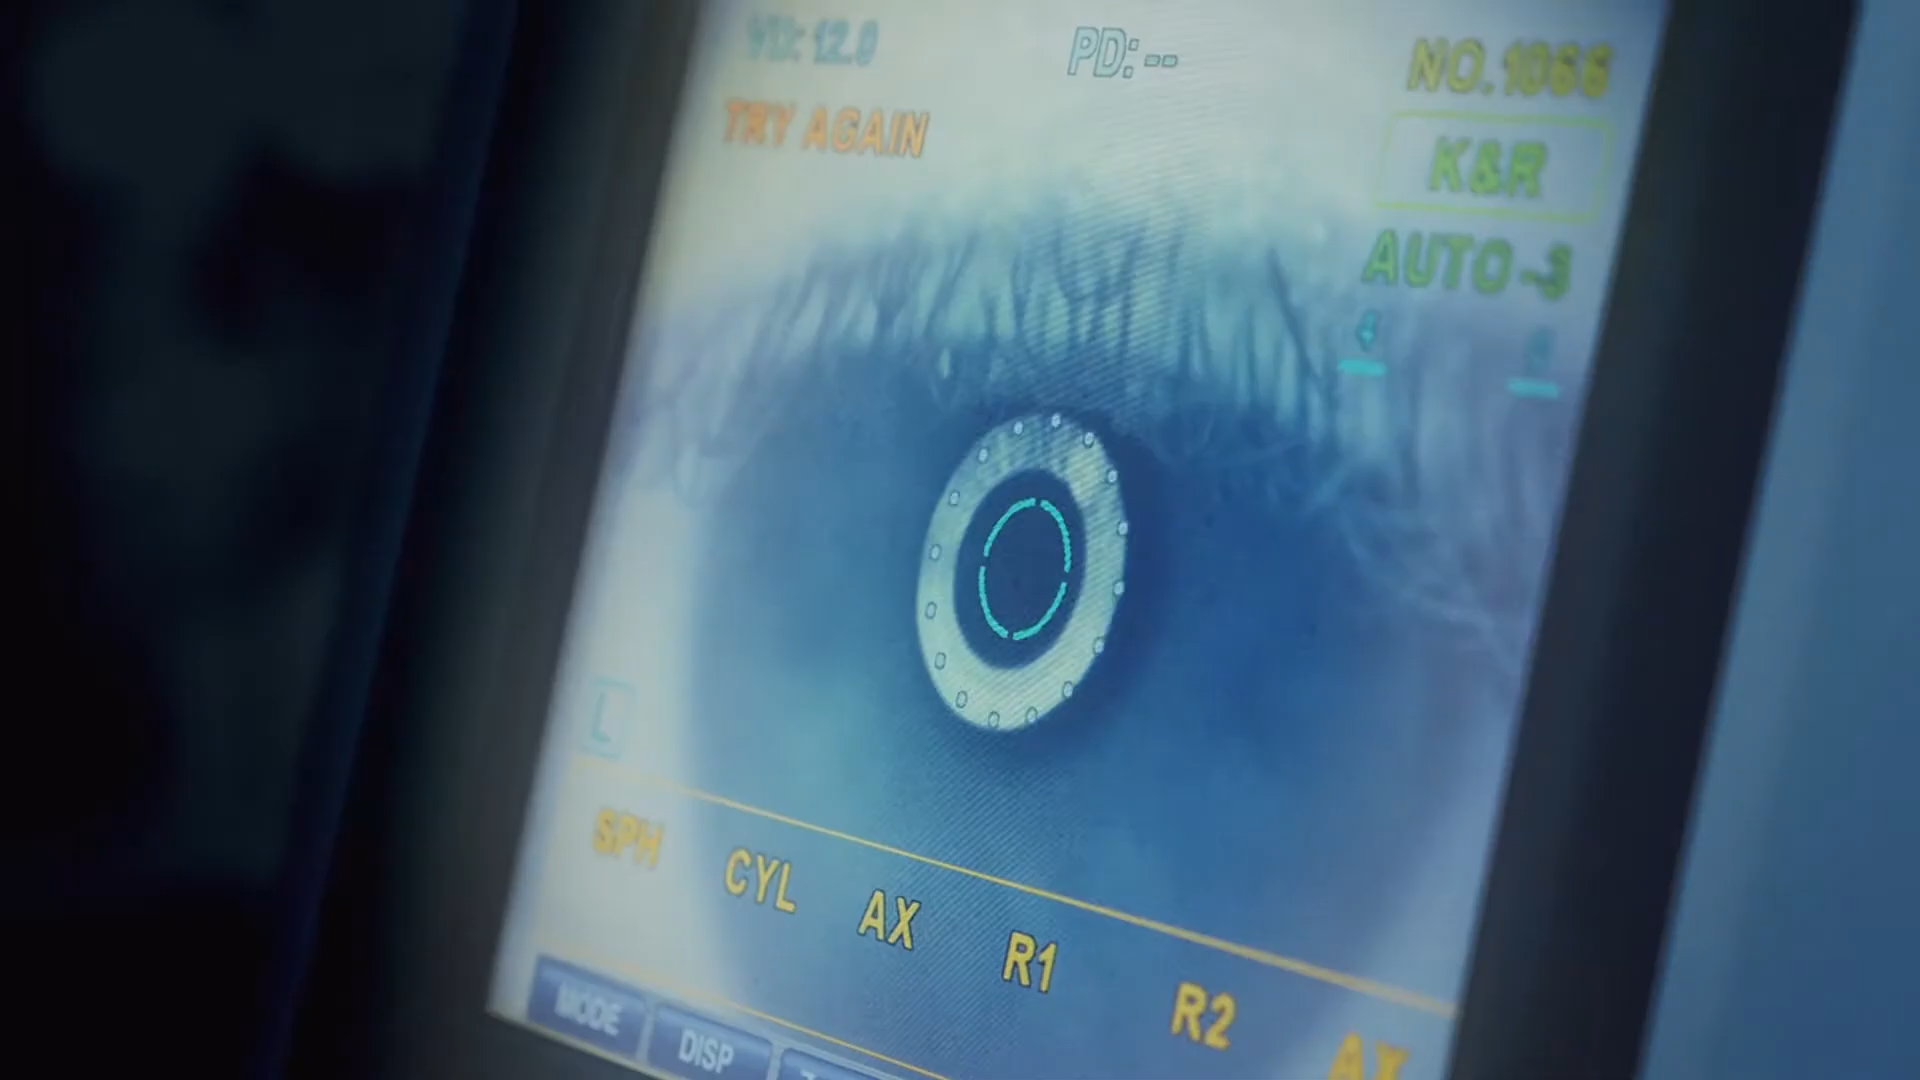 VD: 12.0 PD: -- NO.1066
TRY AGAIN
K&R
AUTO-3
L
SPH CYL AX R1 R2 AX
MODE DISP